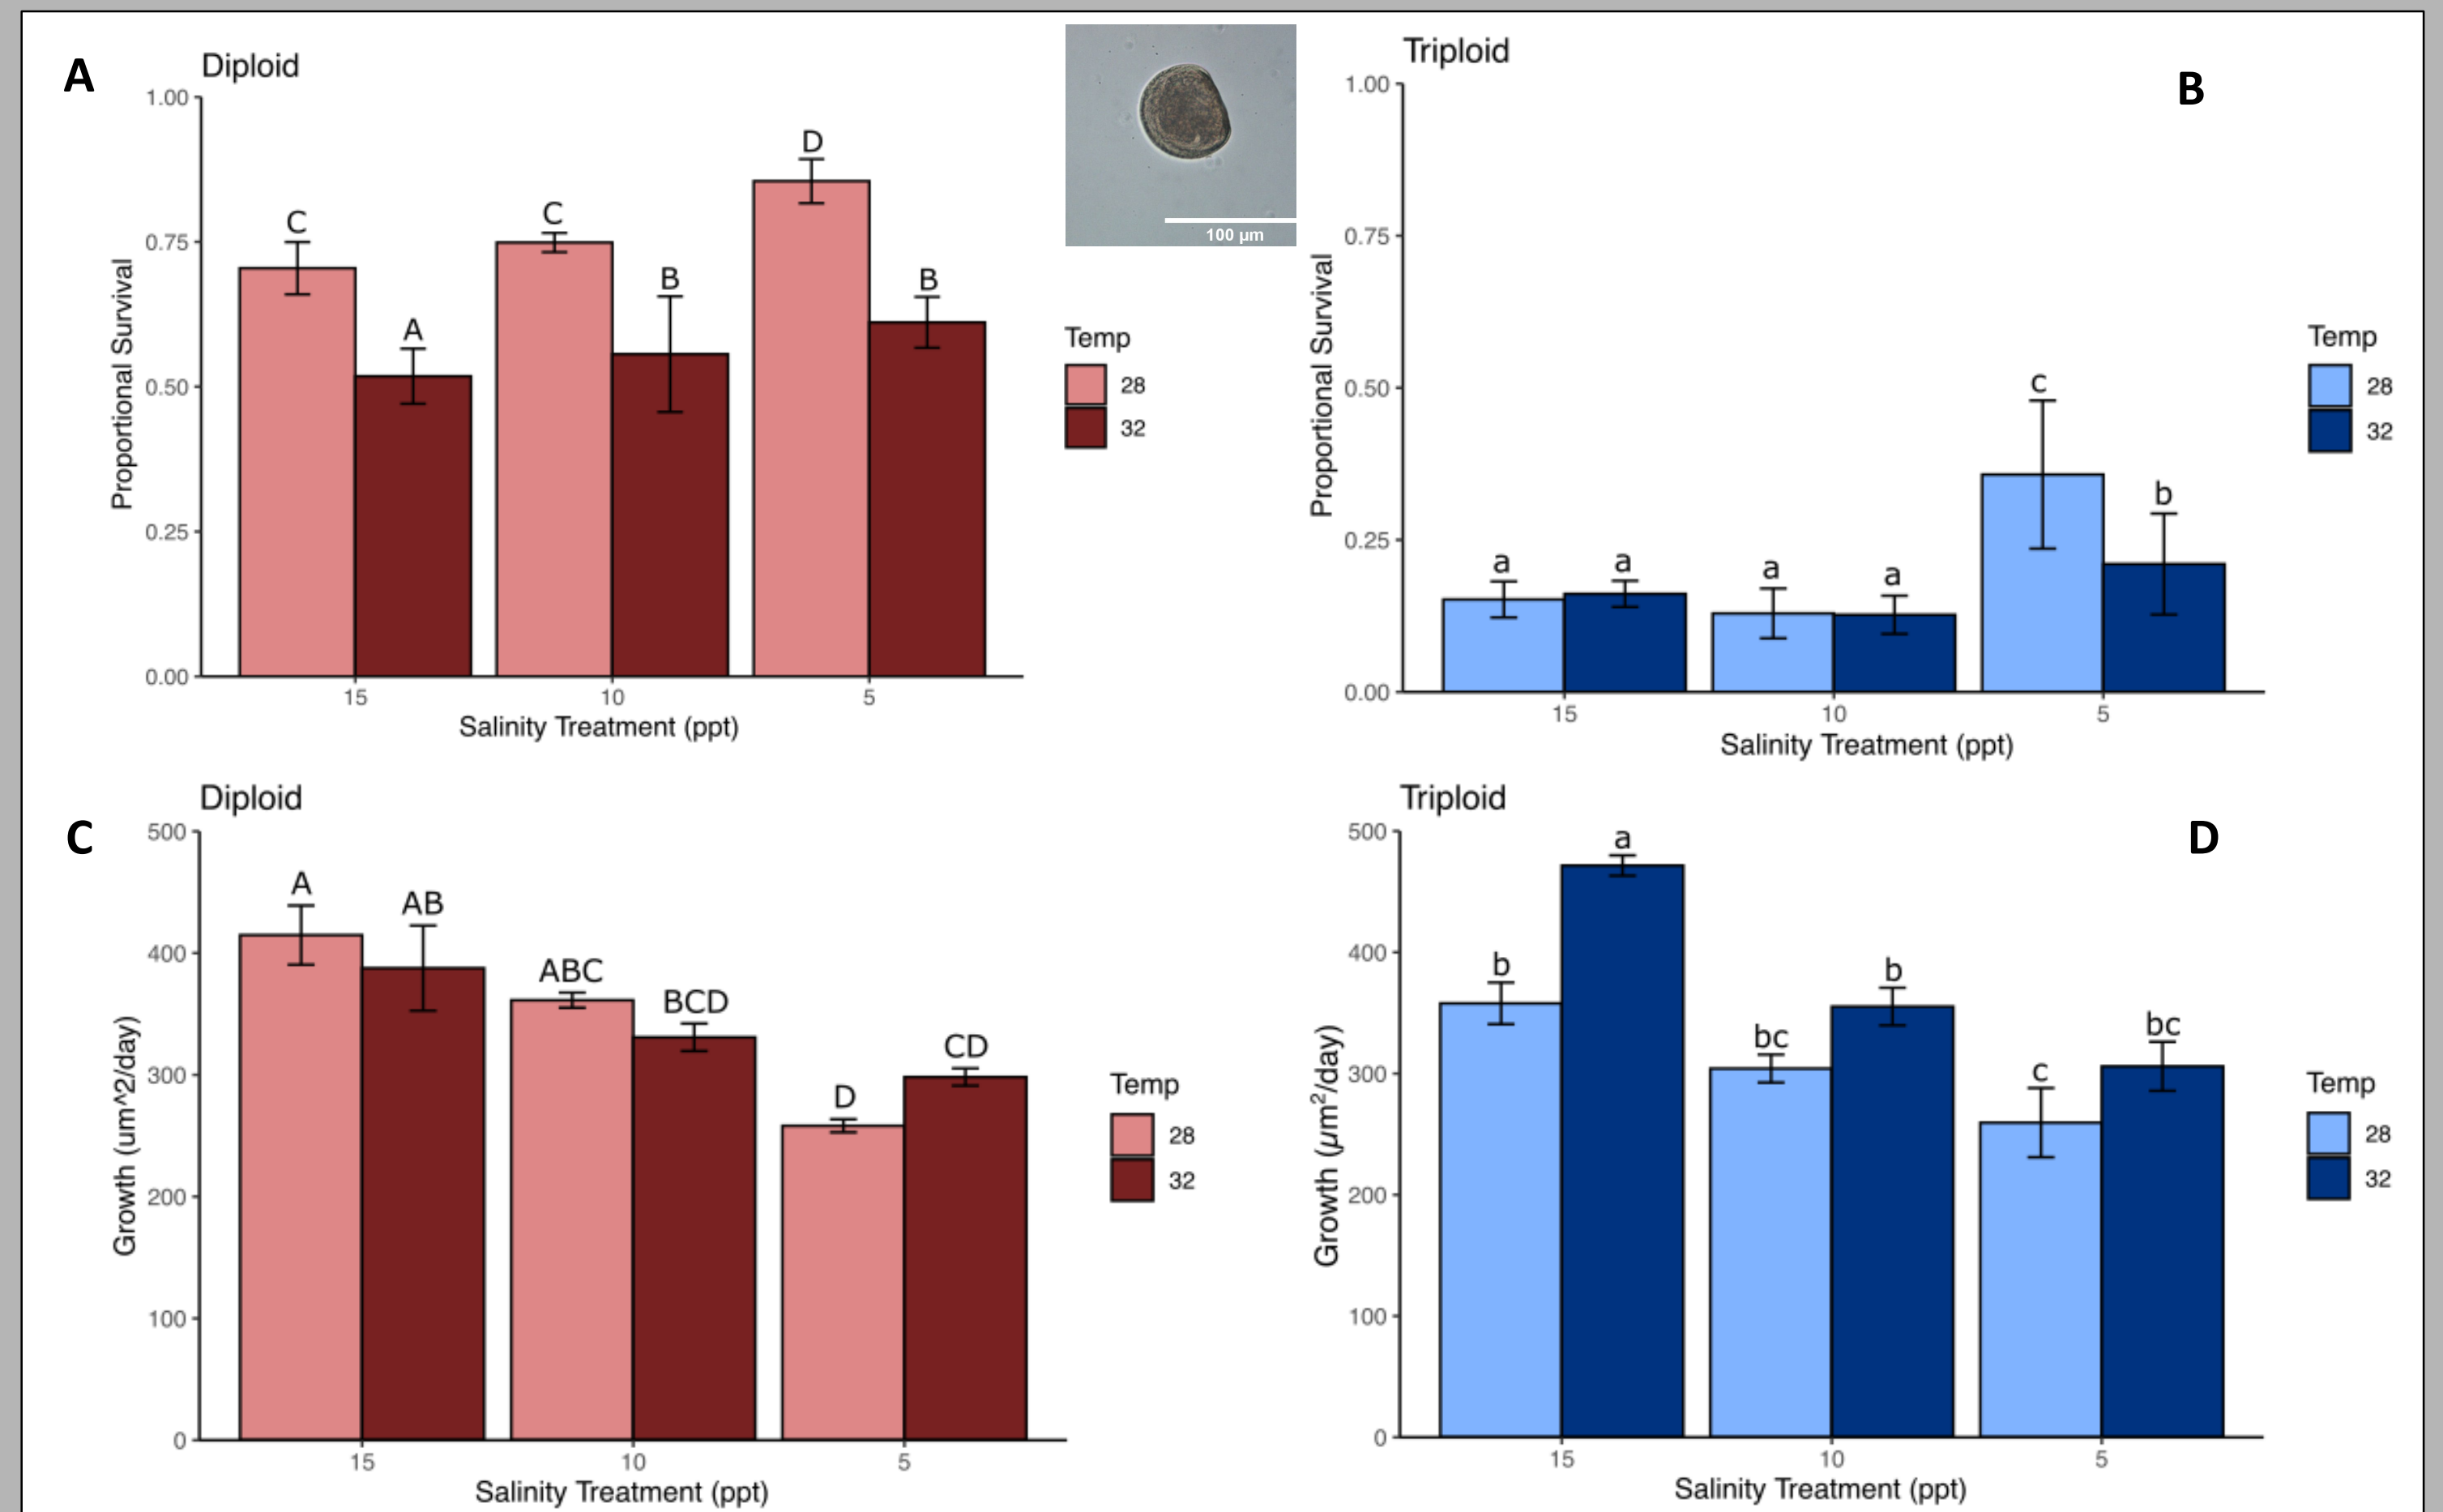 A
Diploid
1.00
0.75
0.50
0.25
0.00
Proportional Survival
C
A
C
B
D
B
15
10
5
Salinity Treatment (ppt)
Temp
28
32
100 µm
B
Triploid
1.00
0.75
0.50
0.25
0.00
Proportional Survival
a
a
a
a
c
b
15
10
5
Salinity Treatment (ppt)
Temp
28
32
C
Diploid
500
400
300
200
100
0
Growth (um^2/day)
A
AB
ABC
BCD
D
CD
15
10
5
Salinity Treatment (ppt)
Temp
28
32
D
Triploid
500
400
300
200
100
0
Growth (µm²/day)
b
a
bc
b
c
bc
15
10
5
Salinity Treatment (ppt)
Temp
28
32